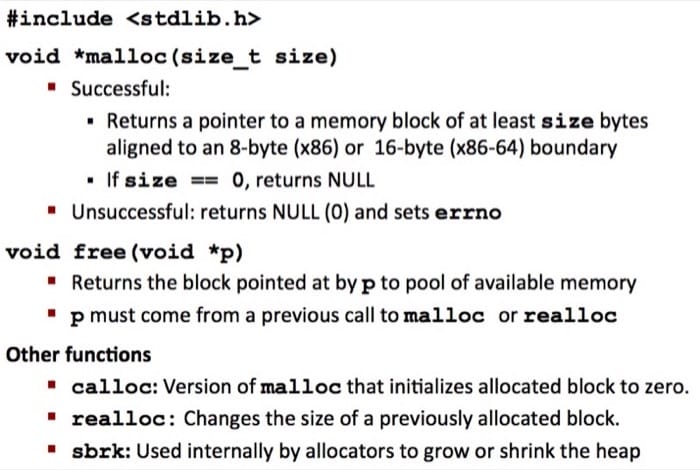 #include <stdlib.h>
void *malloc(size_t size)
▪ Successful:
▪ Returns a pointer to a memory block of at least size bytes
aligned to an 8-byte (x86) or 16-byte (x86-64) boundary
▪ If size == 0, returns NULL
▪ Unsuccessful: returns NULL (0) and sets errno
void free(void *p)
▪ Returns the block pointed at by p to pool of available memory
▪ p must come from a previous call to malloc or realloc
Other functions
▪ calloc: Version of malloc that initializes allocated block to zero.
▪ realloc: Changes the size of a previously allocated block.
▪ sbrk: Used internally by allocators to grow or shrink the heap